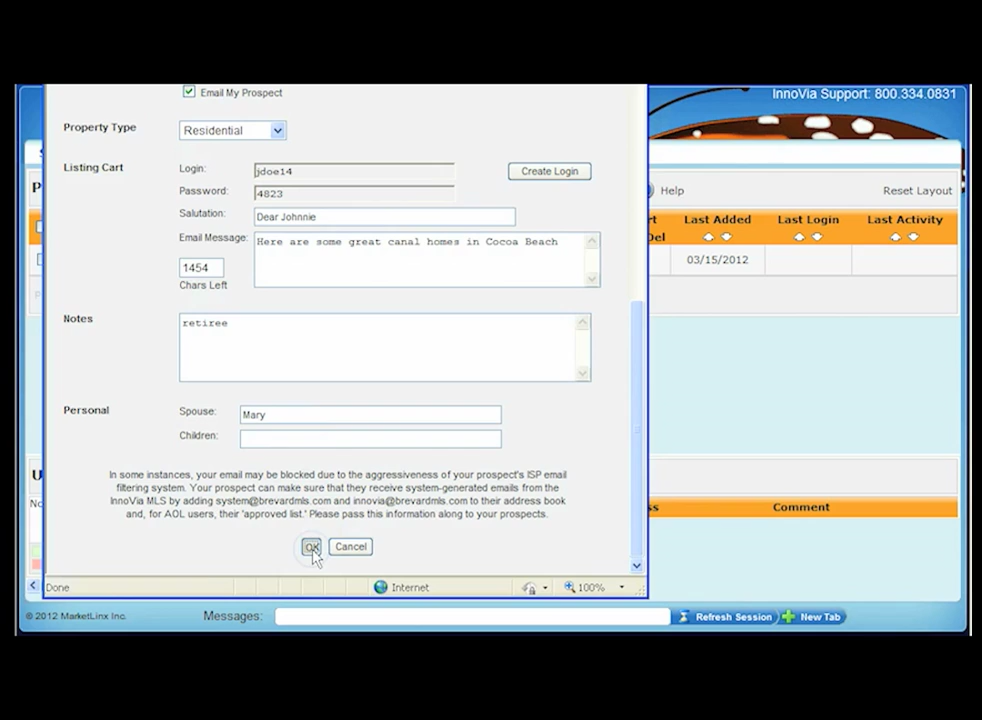 InnoVia Support: 800.334.0831
Email My Prospect
Property Type
Residential
Listing Cart
Login:
jdoe14
Create Login
Password:
4823
Salutation:
Dear Johnnie
Email Message:
Here are some great canal homes in Cocoa Beach
1454
Chars Left
Notes
retiree
Personal
Spouse:
Mary
Children:
In some instances, your email may be blocked due to the aggressiveness of your prospect's ISP email
filtering system. Your prospect can make sure that they receive system-generated emails from the
InnoVia MLS by adding system@brevardmls.com and innovia@brevardmls.com to their address book
and, for AOL users, their 'approved list.' Please pass this information along to your prospects.
OK
Cancel
Done
Internet
100%
Help
Reset Layout
Last Added
Last Login
Last Activity
Del
03/15/2012
Comment
© 2012 MarketLinx Inc.
Messages:
Refresh Session
New Tab